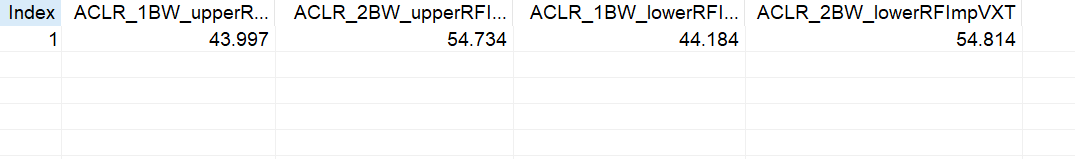 Index ACLR_1BW_upperR... ACLR_2BW_upperRFI... ACLR_1BW_lowerRFI... ACLR_2BW_lowerRFImpVXT
1 43.997 54.734 44.184 54.814